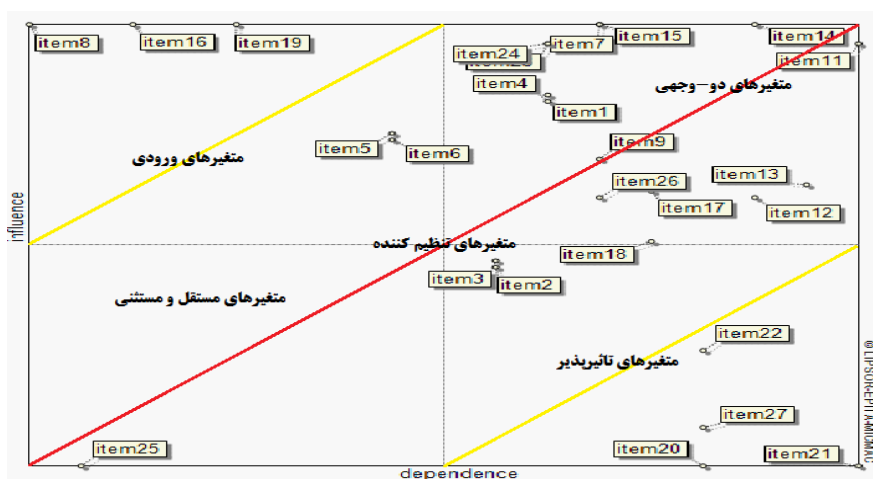 item8
item16
item19
item24
item7
item15
item14
item11
item4
item1
متغیرهای دو-وجهی
item5
item6
متغیرهای ورودی
item9
item26
item13
item17
item12
influence
متغیرهای تنظیم کننده
item18
item3
item2
متغیرهای مستقل و مستثنی
item22
متغیرهای تاثیرپذیر
item27
item25
item20
item21
dependence